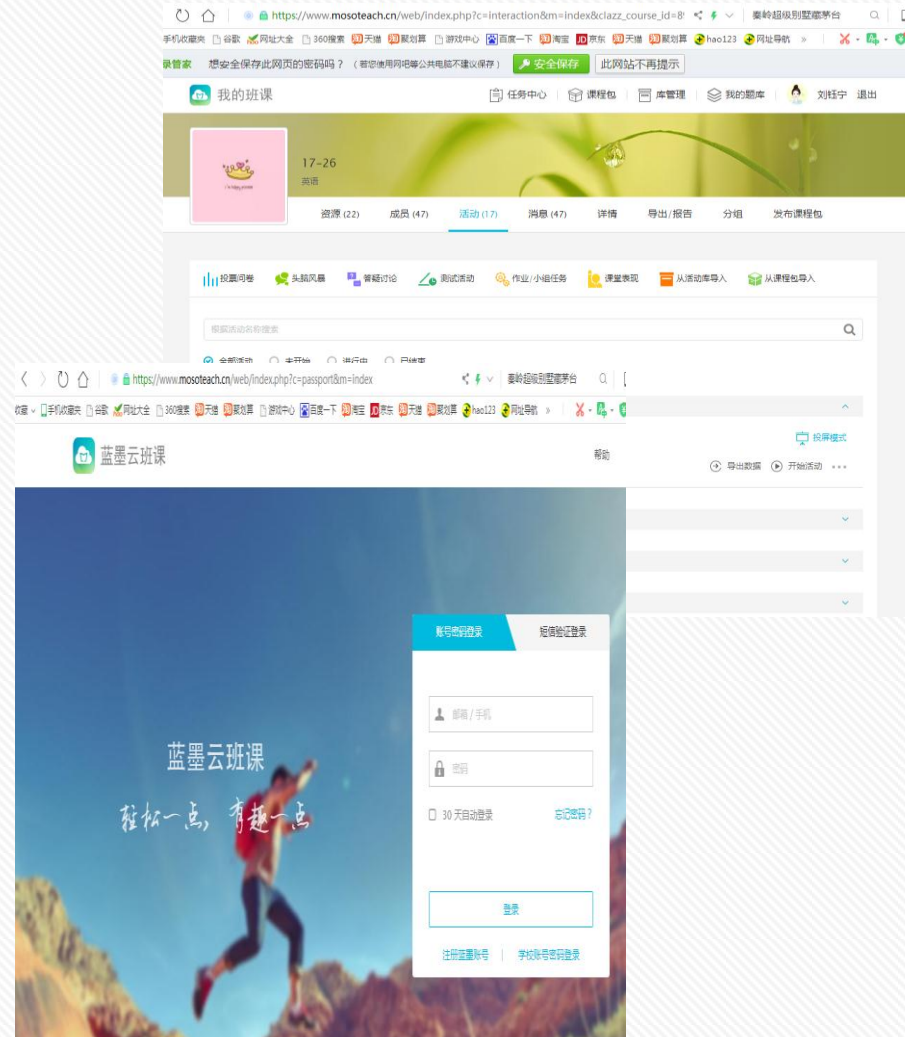 https://www.mosoteach.cn/web/index.php?c=interaction&m=index&clazz_course_id=8 秦岭超级别墅藏茅台
手机收藏夹 谷歌 网址大全 360搜索 天猫 聚划算 游戏中心 百度一下 淘宝 京东 天猫 聚划算 hao123 网址导航 »
录管家 想安全保存此网页的密码吗？（若您使用网吧等公共电脑不建议保存） 安全保存 此网站不再提示
我的班课 任务中心 课程包 库管理 我的题库 刘钰宁 退出
17-26
英语
资源 (22) 成员 (47) 活动 (17) 消息 (47) 详情 导出/报告 分组 发布课程包
投票问卷 头脑风暴 答疑讨论 测试活动 作业/小组任务 课堂表现 从活动库导入 从课程包导入
根据活动名称搜索
全部活动 未开始 进行中 已结束
投屏模式
导出数据 开始活动
https://www.mosoteach.cn/web/index.php?c=passport&m=index 秦岭超级别墅藏茅台
收藏 手机收藏夹 谷歌 网址大全 360搜索 天猫 聚划算 游戏中心 百度一下 淘宝 京东 天猫 聚划算 hao123 网址导航 »
蓝墨云班课 帮助
账号密码登录 短信验证登录
邮箱 / 手机
密码
30 天自动登录 忘记密码？
登录
注册蓝墨账号 | 学校账号密码登录
蓝墨云班课
轻松一点，有趣一点